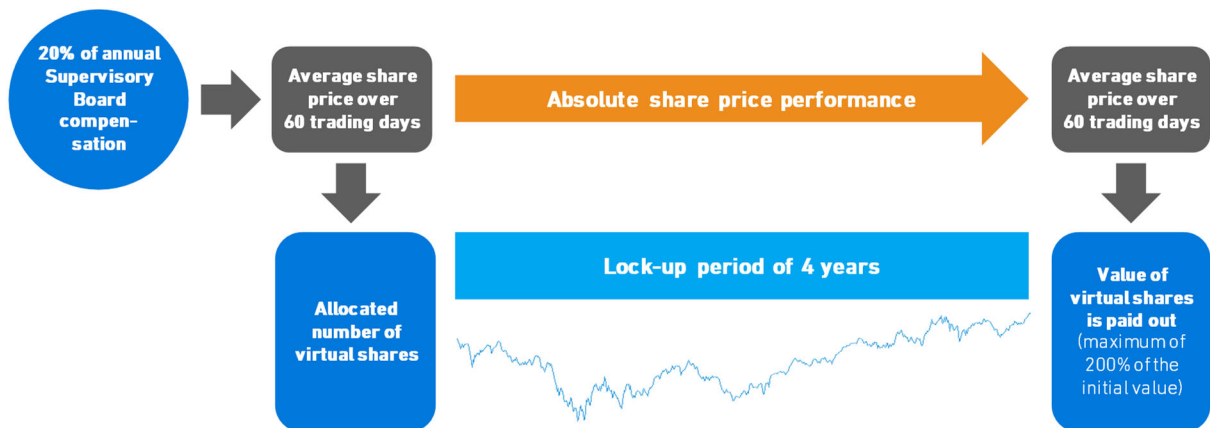 20% of annual
Supervisory
Board
compen-
sation
Average share
price over
60 trading days
Absolute share price performance
Average share
price over
60 trading days
Allocated
number of
virtual shares
Lock-up period of 4 years
Value of
virtual shares
is paid out
(maximum of
200% of the
initial value)